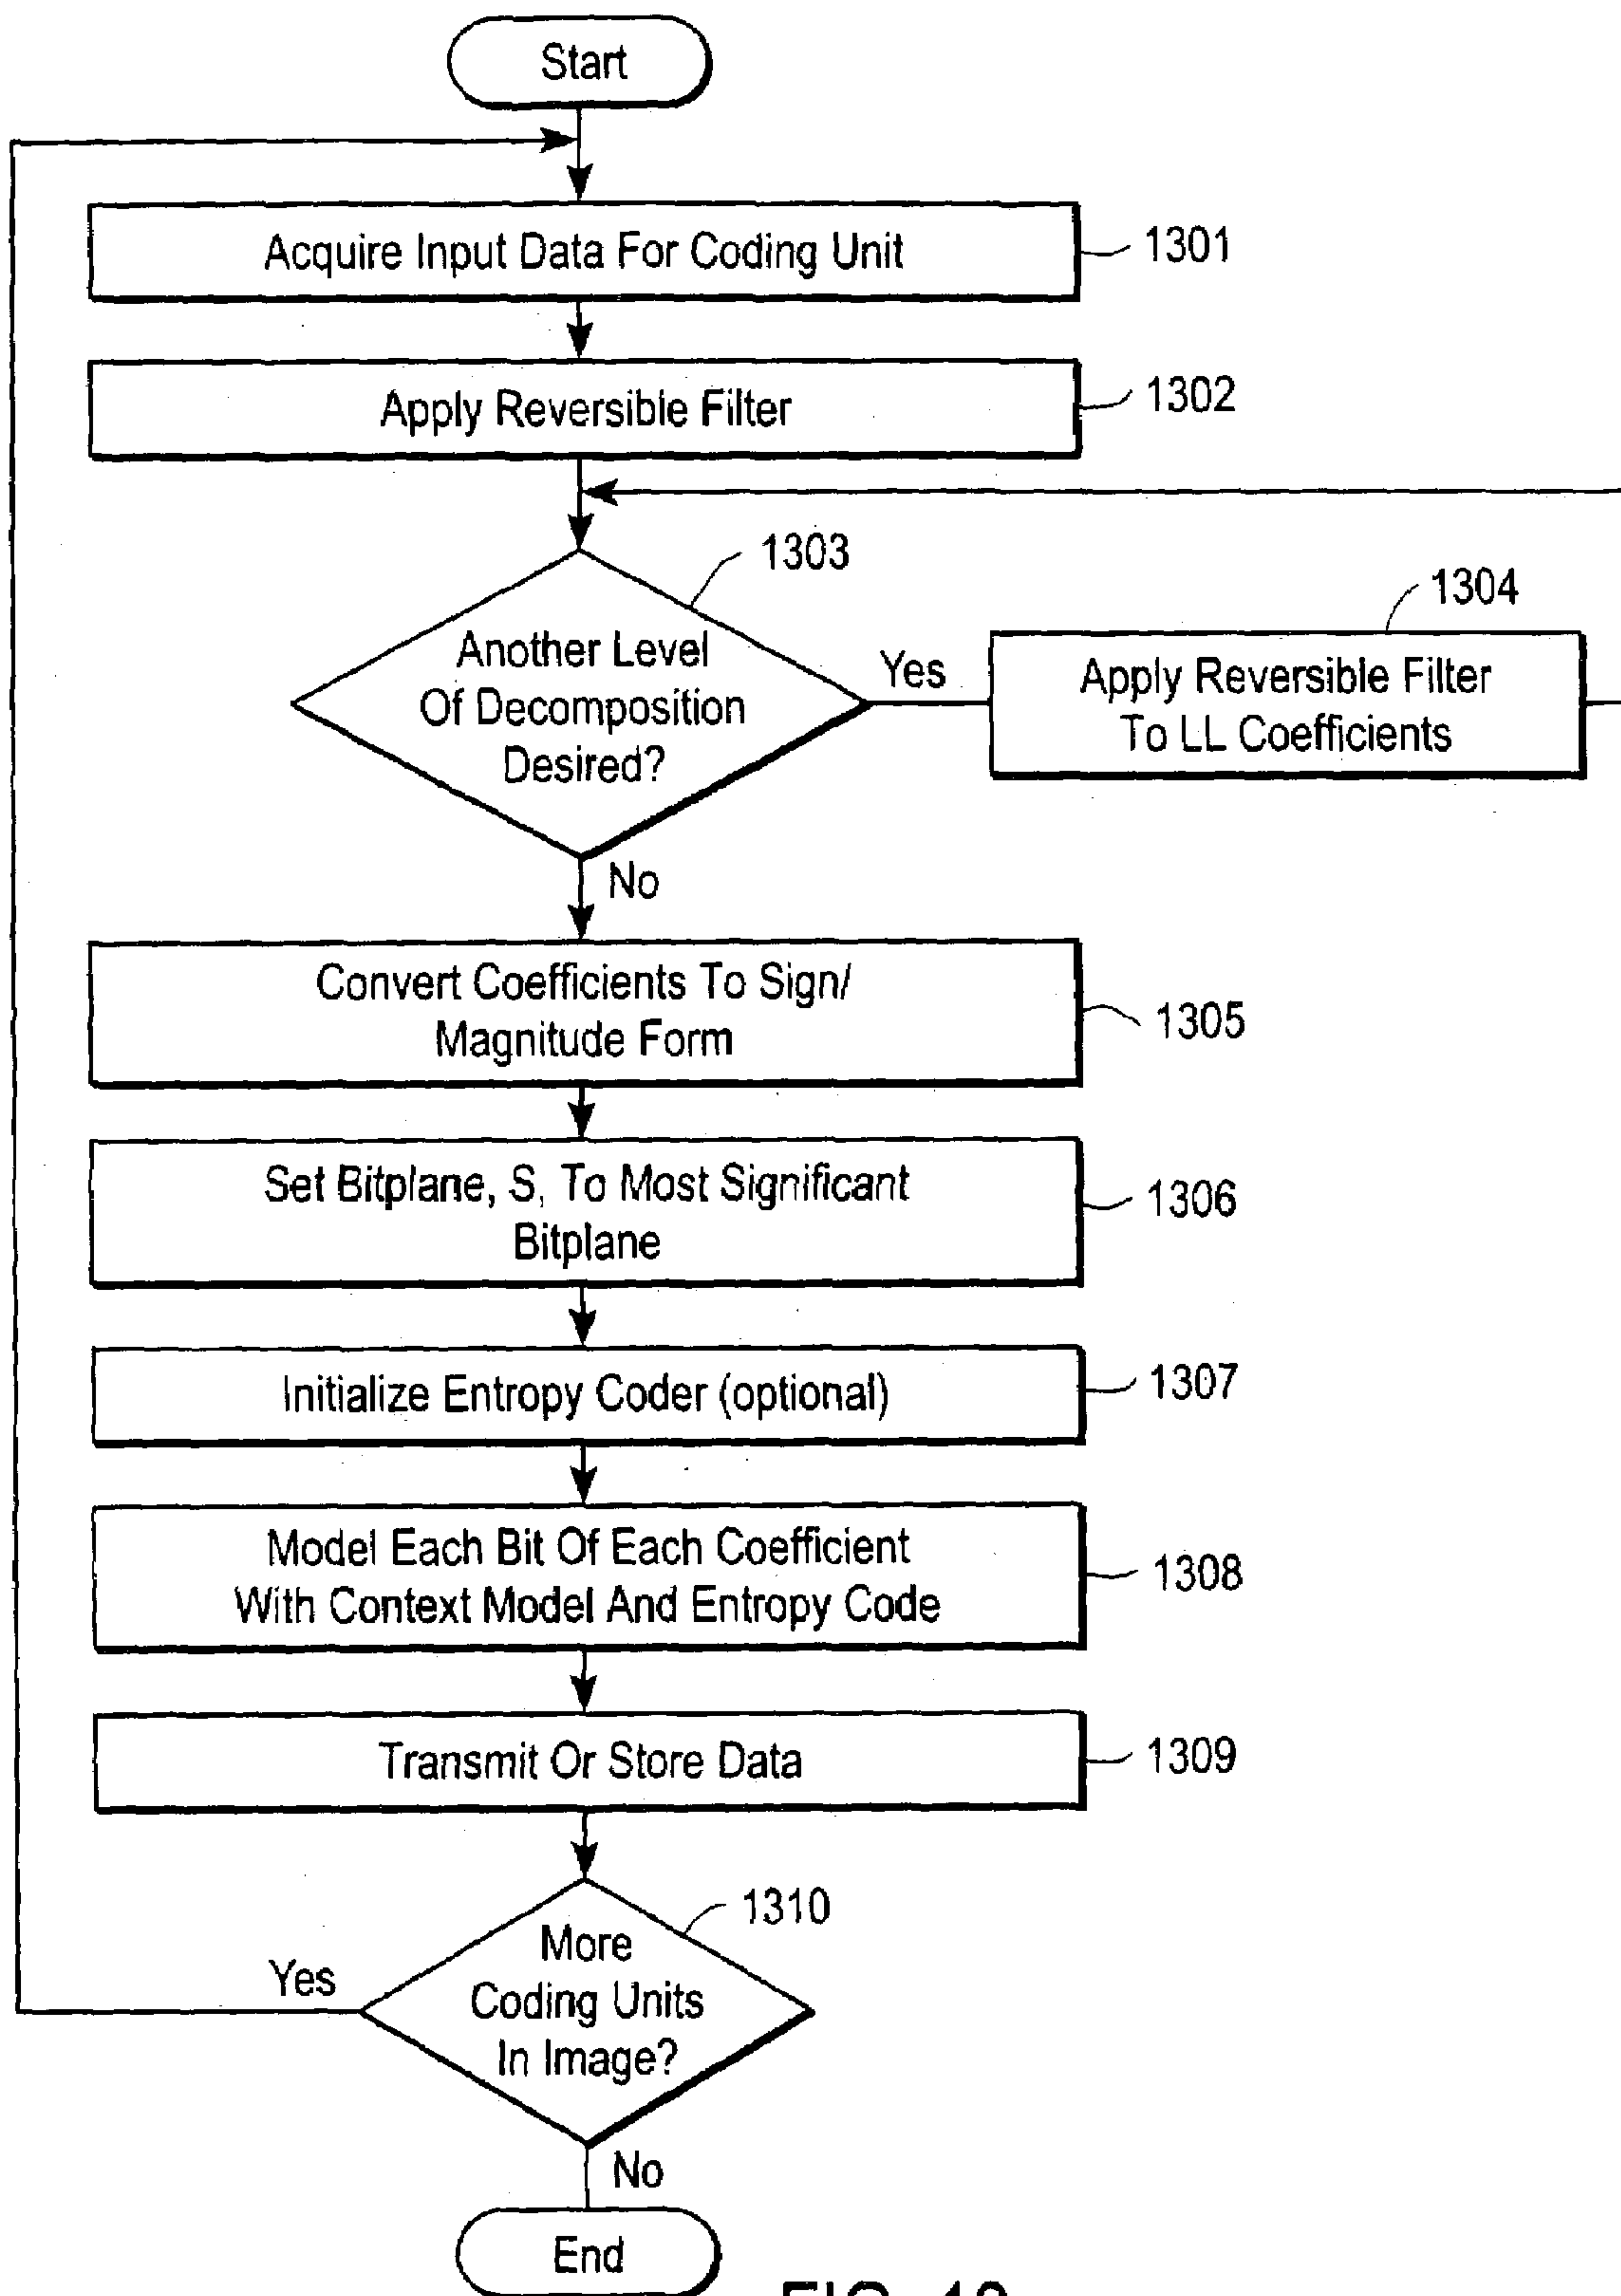 Start
Acquire Input Data For Coding Unit
1301
Apply Reversible Filter
1302
1303
Another Level
Of Decomposition
Desired?
Yes
1304
Apply Reversible Filter
To LL Coefficients
No
Convert Coefficients To Sign/
Magnitude Form
1305
Set Bitplane, S, To Most Significant
Bitplane
1306
Initialize Entropy Coder (optional)
1307
Model Each Bit Of Each Coefficient
With Context Model And Entropy Code
1308
Transmit Or Store Data
1309
1310
More
Coding Units
In Image?
Yes
No
End
FIG.